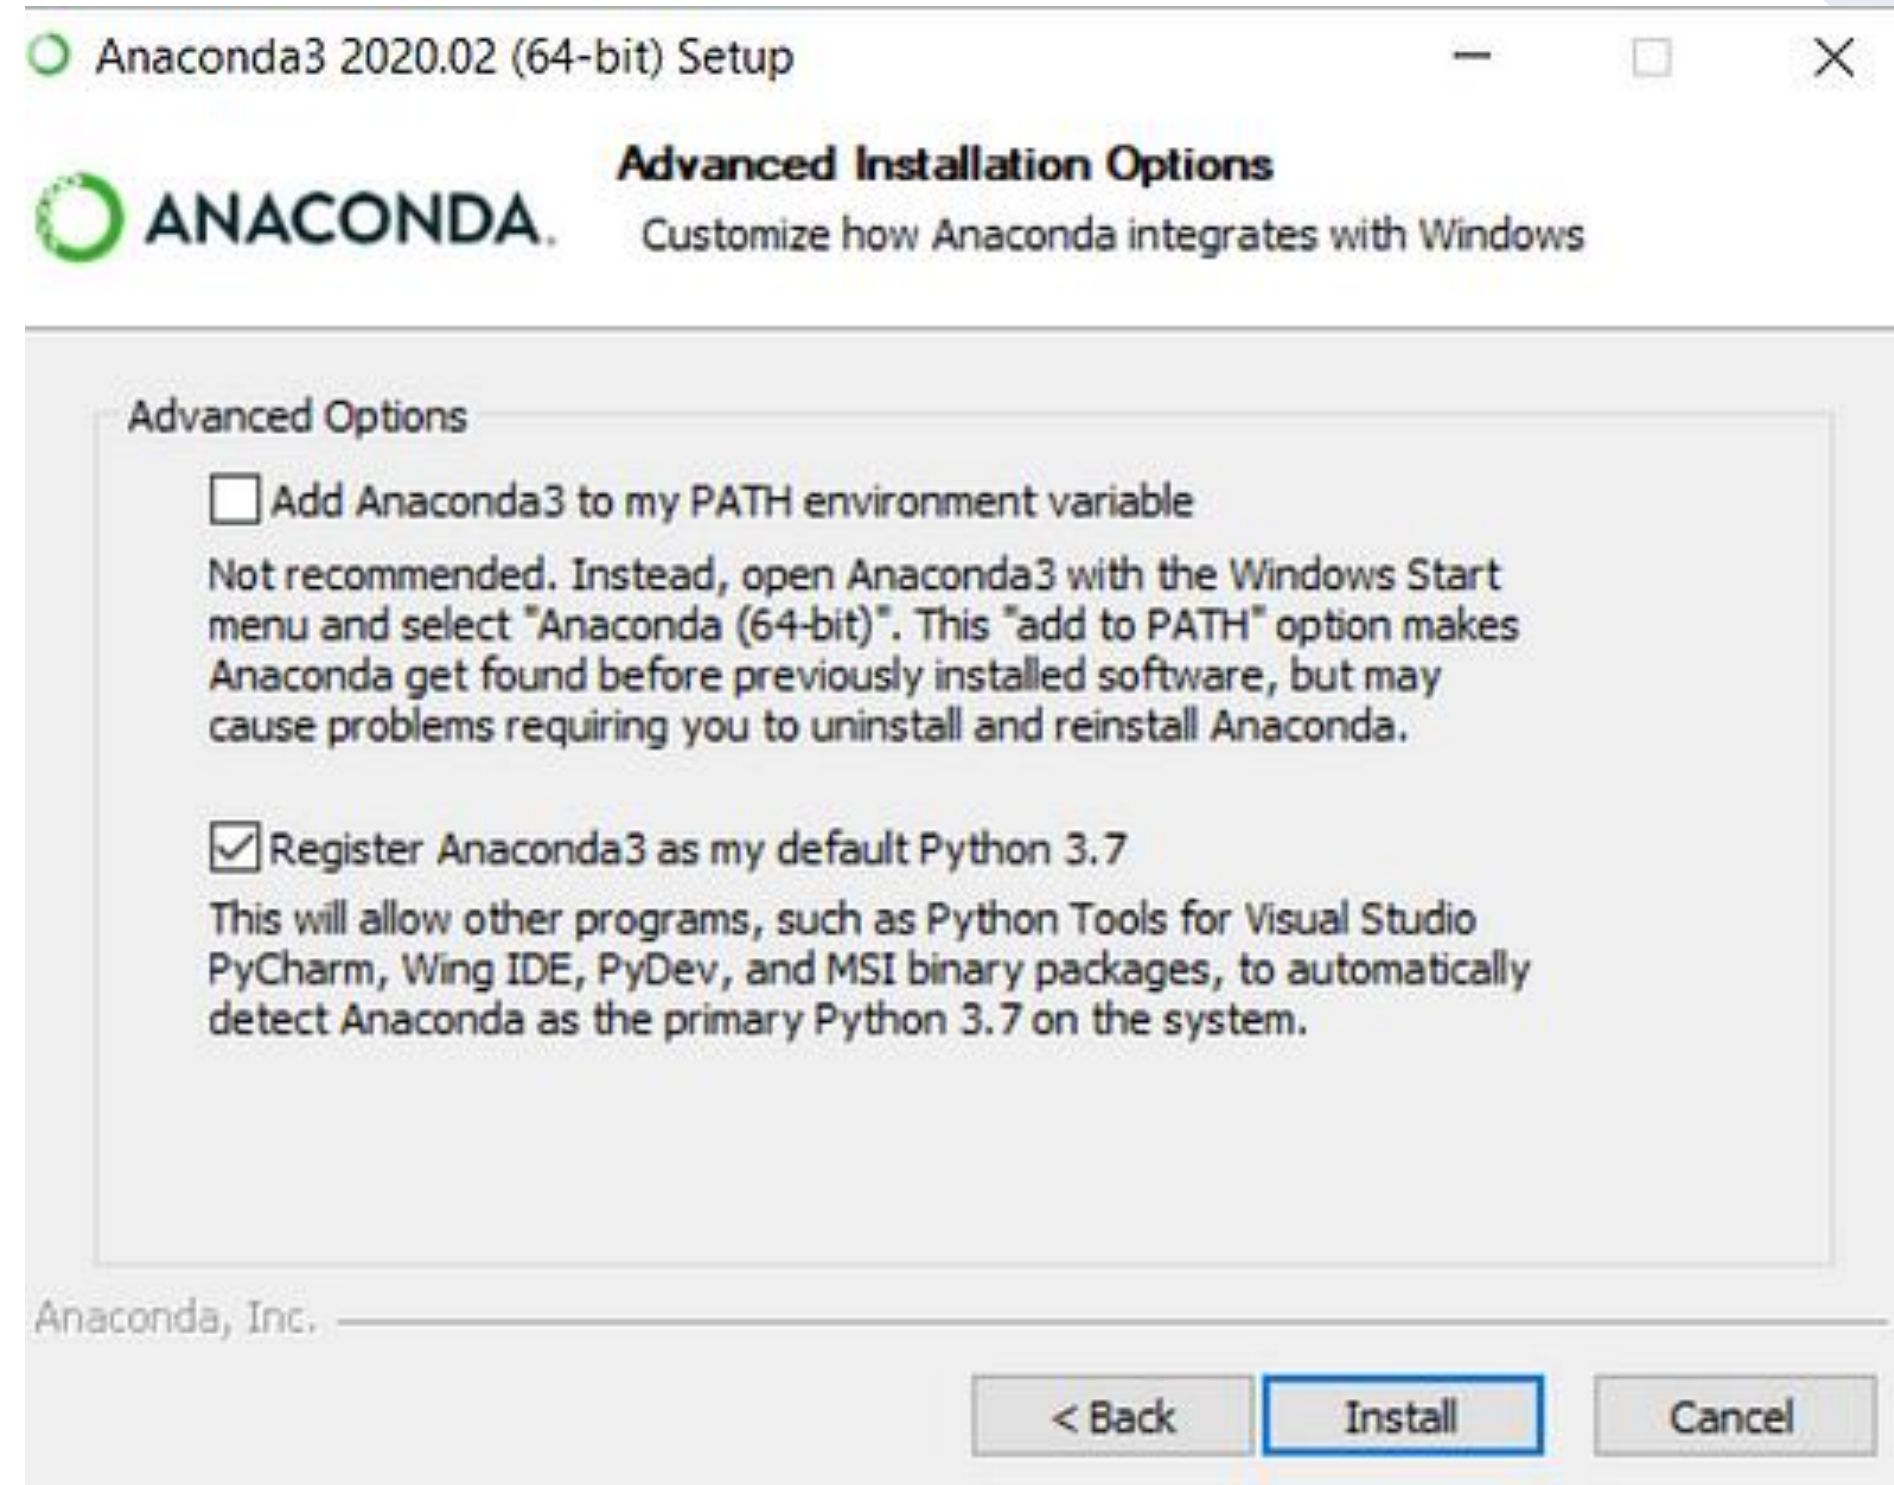 Anaconda3 2020.02 (64-bit) Setup
ANACONDA.
Advanced Installation Options
Customize how Anaconda integrates with Windows
Advanced Options
Add Anaconda3 to my PATH environment variable
Not recommended. Instead, open Anaconda3 with the Windows Start
menu and select "Anaconda (64-bit)". This "add to PATH" option makes
Anaconda get found before previously installed software, but may
cause problems requiring you to uninstall and reinstall Anaconda.
Register Anaconda3 as my default Python 3.7
This will allow other programs, such as Python Tools for Visual Studio
PyCharm, Wing IDE, PyDev, and MSI binary packages, to automatically
detect Anaconda as the primary Python 3.7 on the system.
Anaconda, Inc.
< Back
Install
Cancel